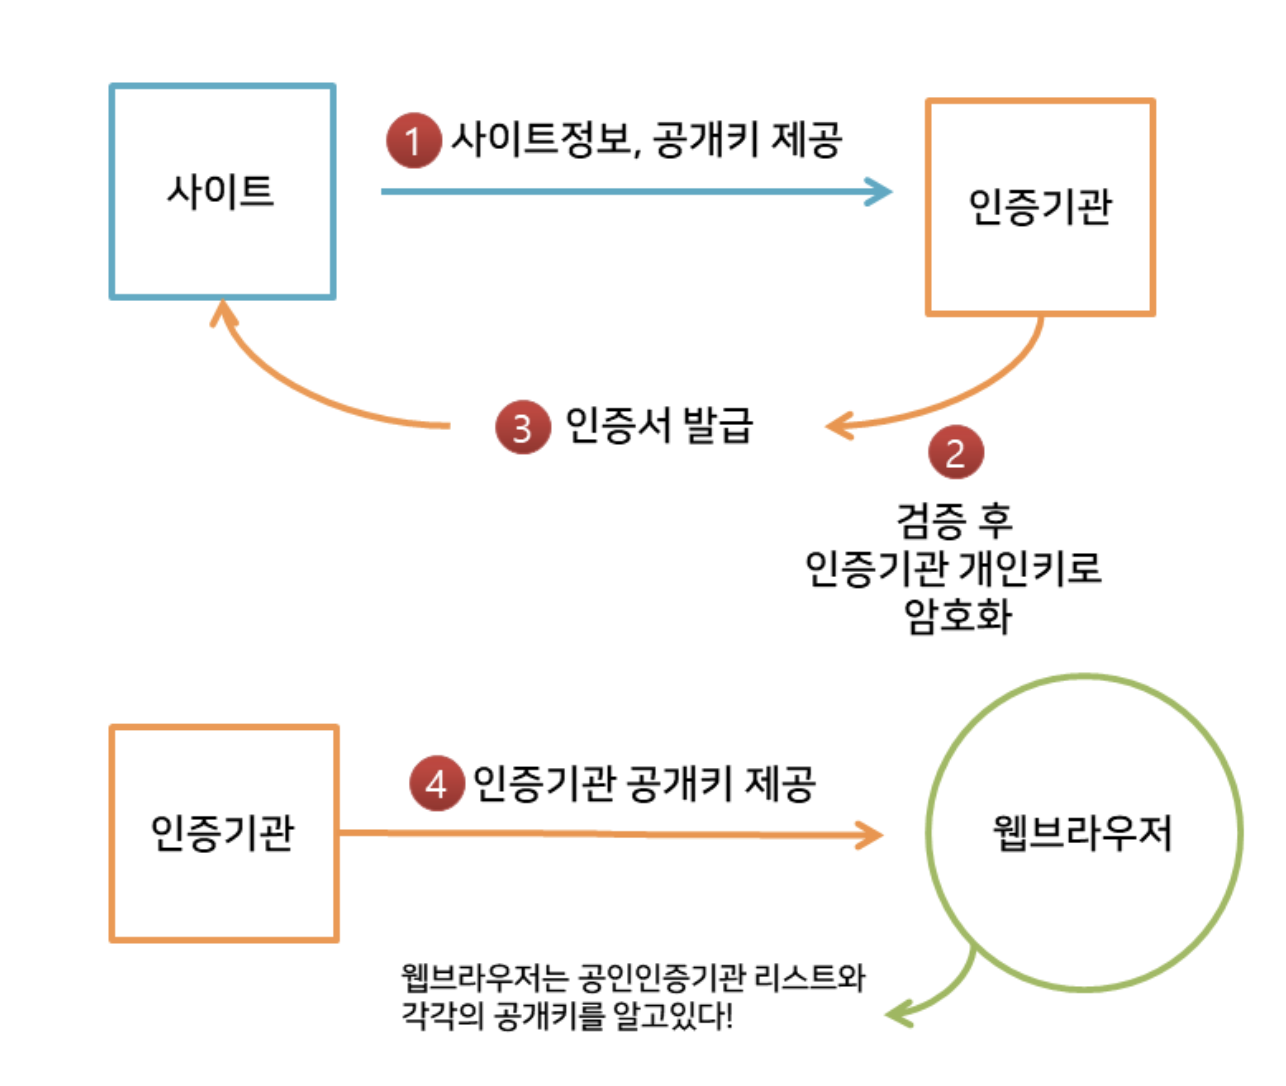 사이트
1 사이트정보, 공개키 제공
인증기관
3 인증서 발급
2
검증 후
인증기관 개인키로
암호화
인증기관
4 인증기관 공개키 제공
웹브라우저
웹브라우저는 공인인증기관 리스트와
각각의 공개키를 알고있다!